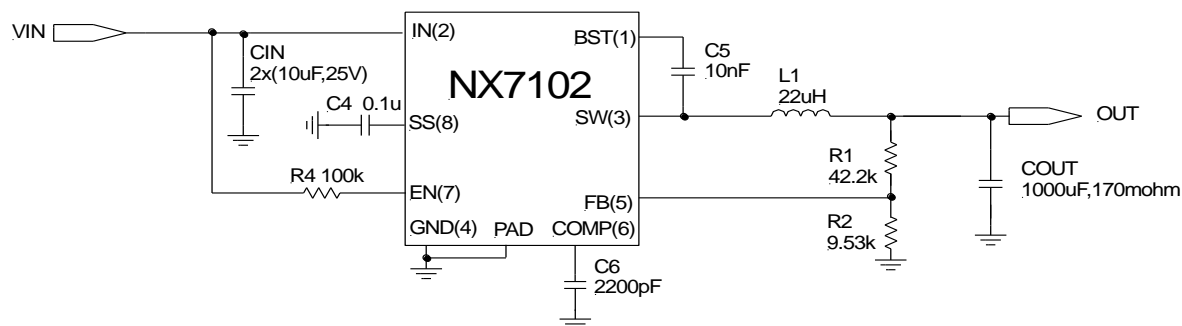 VIN
IN(2)
CIN
2x(10uF,25V)
C4 0.1u
SS(8)
R4 100k
EN(7)
GND(4)
PAD
COMP(6)
NX7102
BST(1)
SW(3)
FB(5)
C5
10nF
L1
22uH
OUT
R1
42.2k
R2
9.53k
COUT
1000uF,170mohm
C6
2200pF